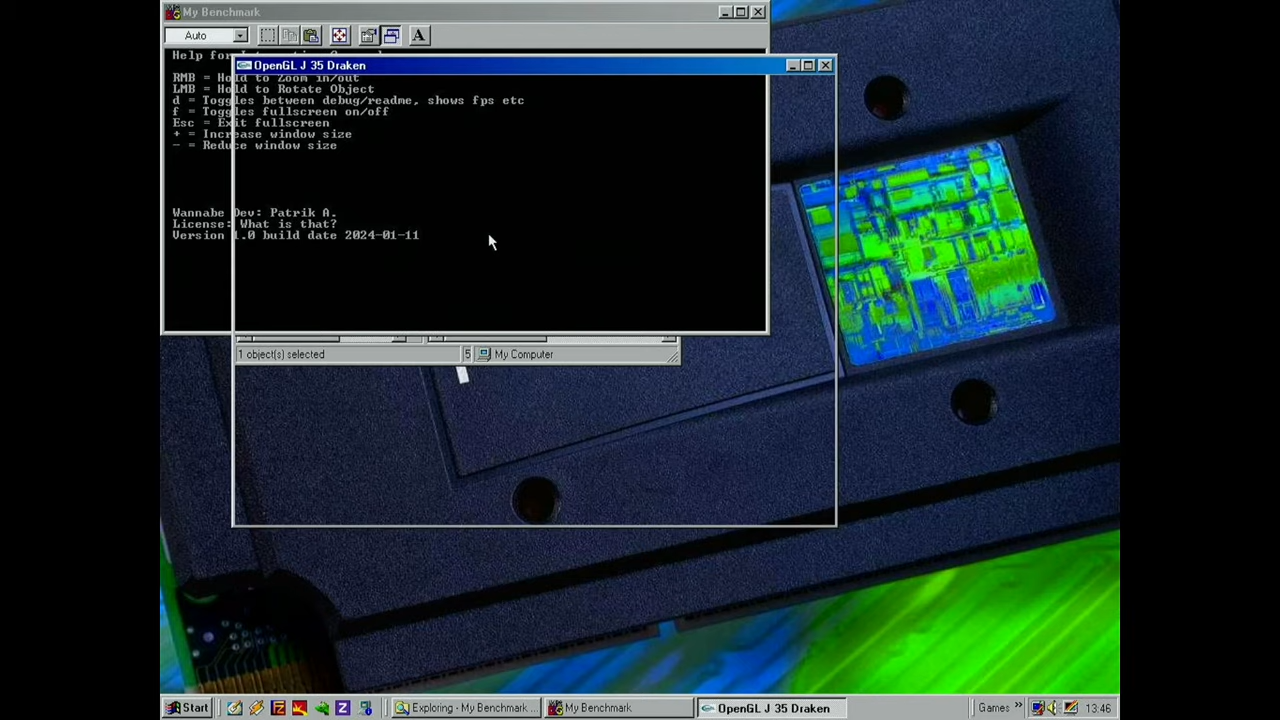 My Benchmark
Auto
A
Help for
OpenGL J 35 Draken
RMB = Hold to Zoom in/out
LMB = Hold to Rotate Object
d = Toggles between debug/readme, shows fps etc
f = Toggles fullscreen on/off
Esc = Exit fullscreen
+ = Increase window size
- = Reduce window size
Wannabe Dev: Patrik A.
License: What is that?
Version 1.0 build date 2024-01-11
1 object(s) selected
5
My Computer
Start
Exploring - My Benchmark ...
My Benchmark
OpenGL J 35 Draken
Games
13:46